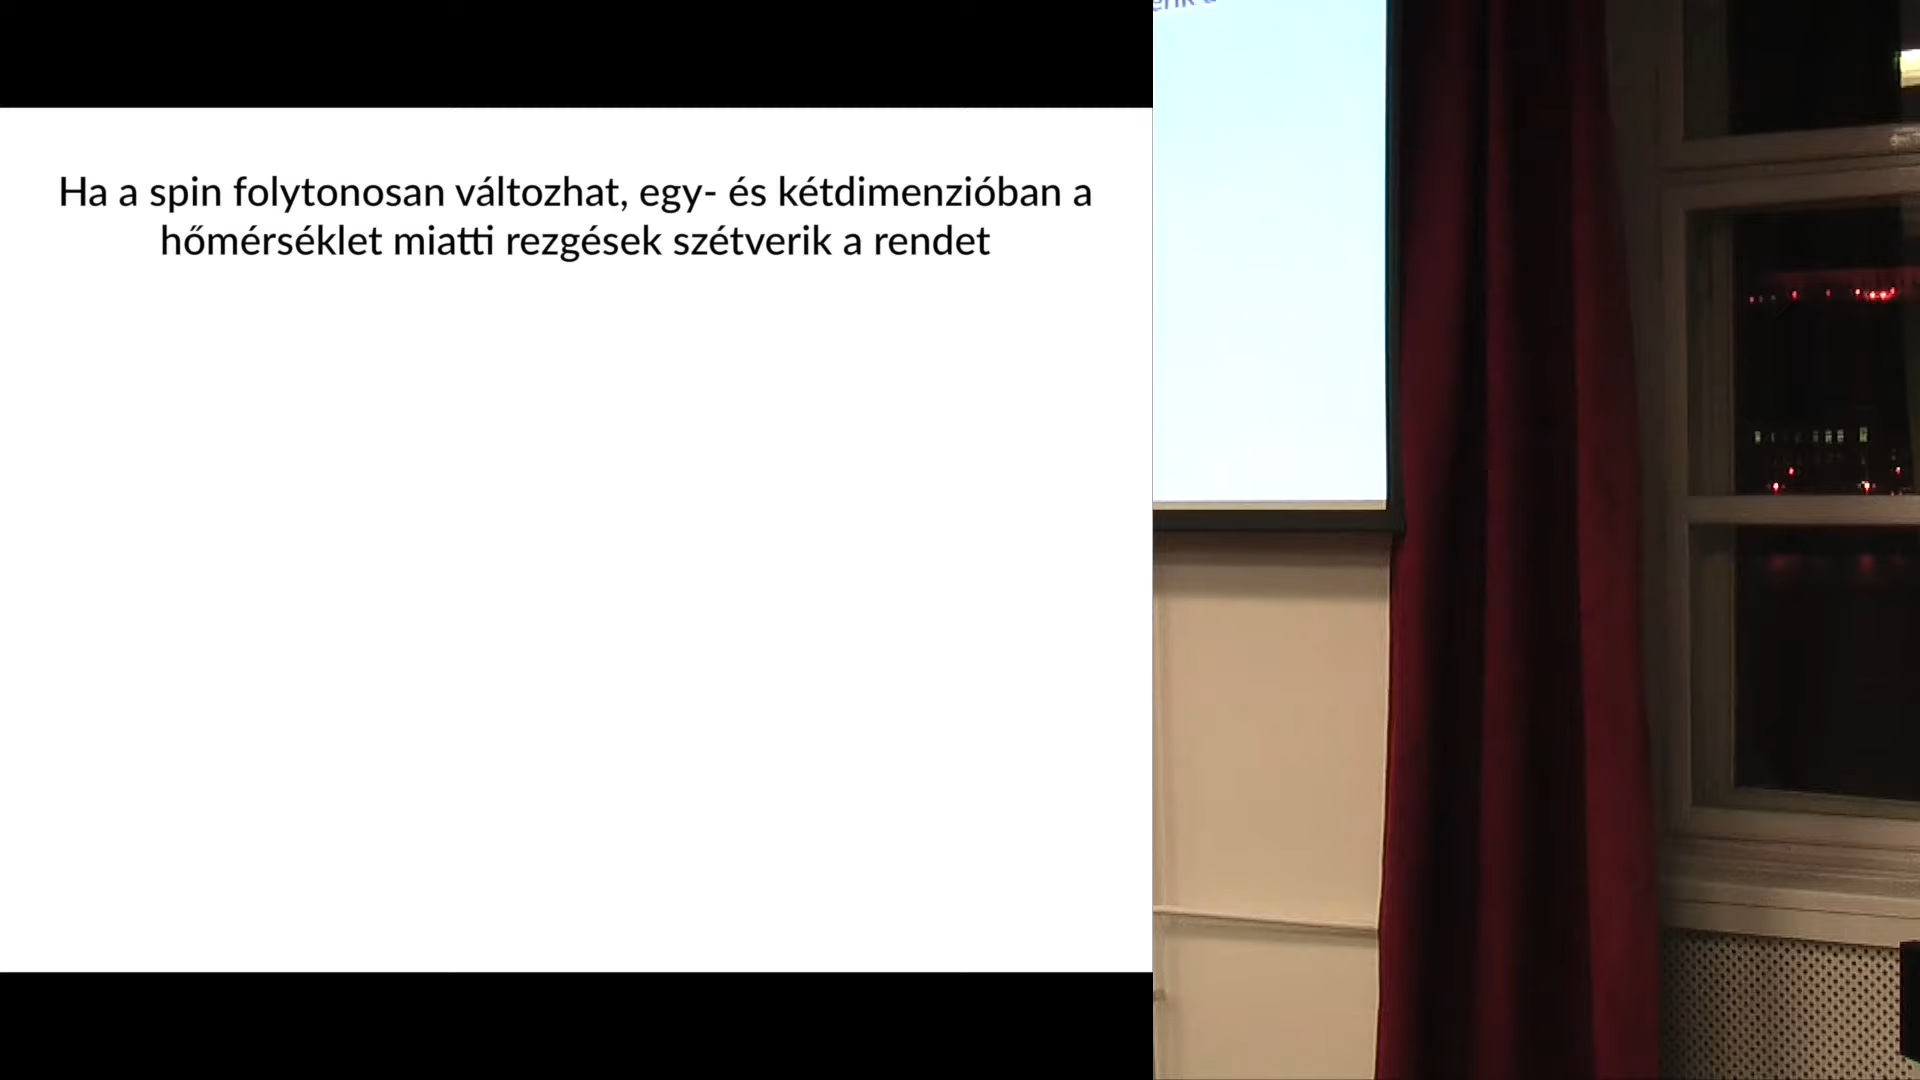 Ha a spin folytonosan változhat, egy- és kétdimenzióban a
hőmérséklet miatti rezgések szétverik a rendet